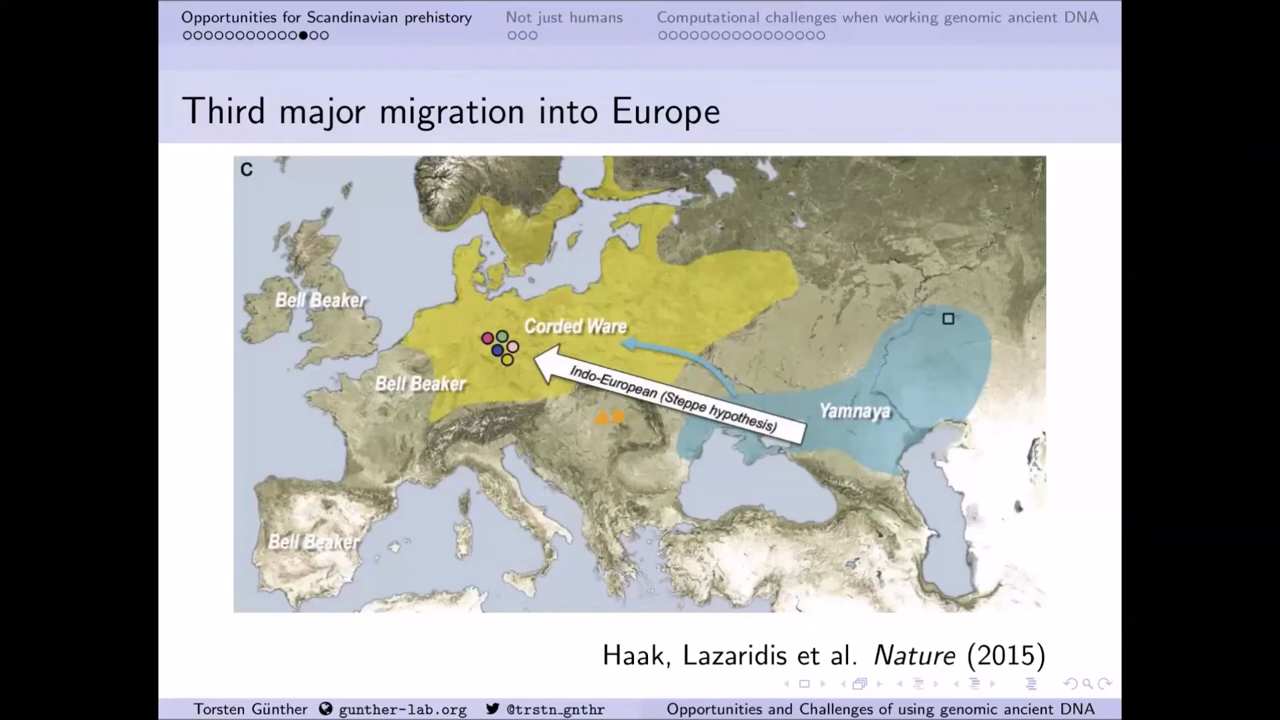 Opportunities for Scandinavian prehistory
Not just humans
Computational challenges when working genomic ancient DNA
Third major migration into Europe
C
Bell Beaker
Corded Ware
Bell Beaker
Indo-European (Steppe hypothesis)
Yamnaya
Bell Beaker
Haak, Lazaridis et al. Nature (2015)
Torsten Günther gunther-lab.org @trstn_gnthr
Opportunities and Challenges of using genomic ancient DNA